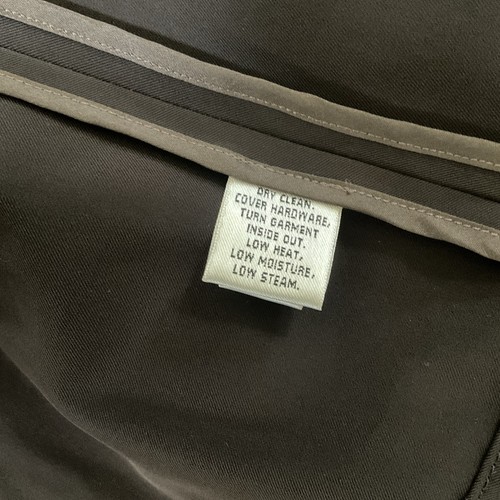 DRY CLEAN.
COVER HARDWARE,
TURN GARMENT
INSIDE OUT.
LOW HEAT,
LOW MOISTURE,
LOW STEAM.